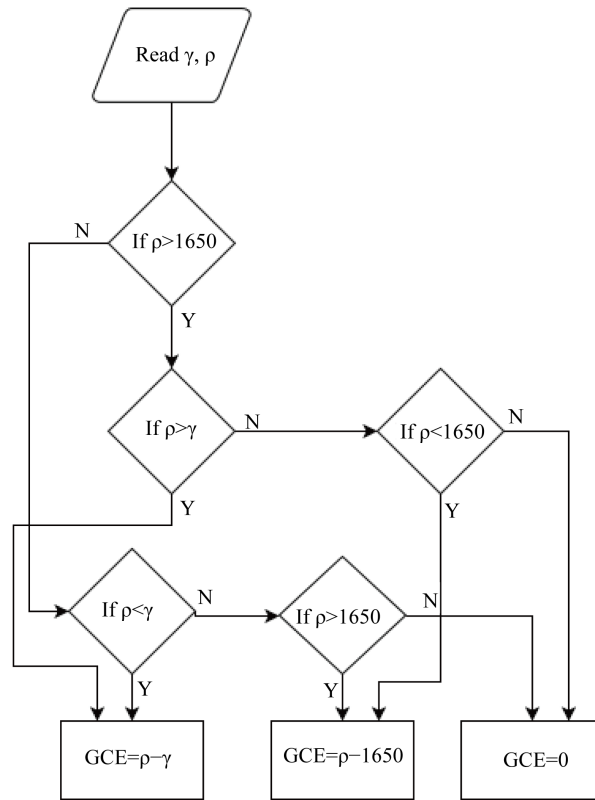 Read γ, ρ
N
If ρ>1650
Y
If ρ>γ
N
If ρ<1650
N
Y
Y
If ρ<γ
N
If ρ>1650
N
Y
Y
GCE=ρ−γ
GCE=ρ−1650
GCE=0